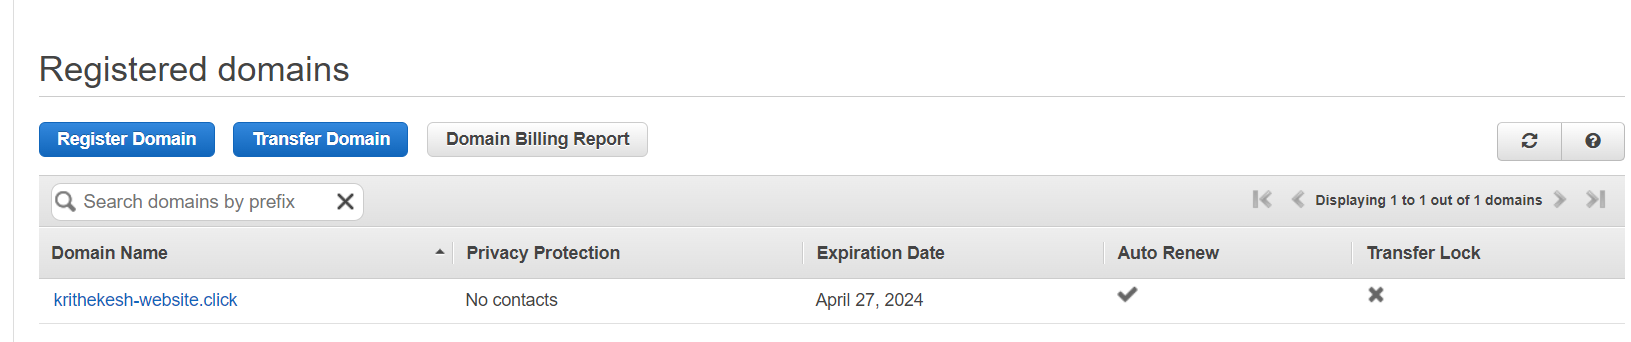 Registered domains
Register Domain Transfer Domain Domain Billing Report
Search domains by prefix Displaying 1 to 1 out of 1 domains
Domain Name Privacy Protection Expiration Date Auto Renew Transfer Lock
krithekesh-website.click No contacts April 27, 2024